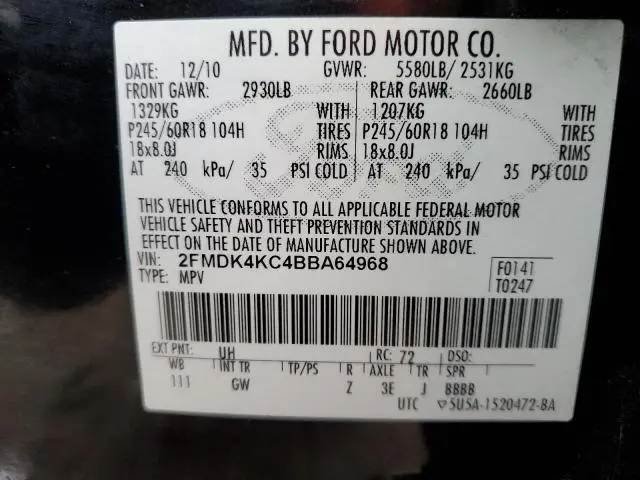 MFD. BY FORD MOTOR CO.
DATE: 12/10 GVWR: 5580LB/ 2531KG
FRONT GAWR: 2930LB REAR GAWR: 2660LB
1329KG WITH 1207KG WITH
P245/60R18 104H TIRES P245/60R18 104H TIRES
18x8.0J RIMS 18x8.0J RIMS
AT 240 kPa/ 35 PSI COLD AT 240 kPa/ 35 PSI COLD
THIS VEHICLE CONFORMS TO ALL APPLICABLE FEDERAL MOTOR
VEHICLE SAFETY AND THEFT PREVENTION STANDARDS IN
EFFECT ON THE DATE OF MANUFACTURE SHOWN ABOVE.
VIN: 2FMDK4KC4BBA64968
TYPE: MPV
F0141
T0247
EXT PNT: UH RC: 72 DSO:
WB INT TR TP/PS R AXLE TR SPR
111 GW Z 3E J BBBB
UTC ▽5U5A-1520472-BA